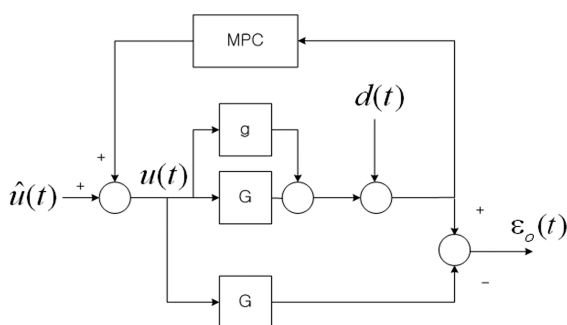 MPC
d(t)
g
+
û(t)
+
u(t)
G
+
ε_o(t)
−
G